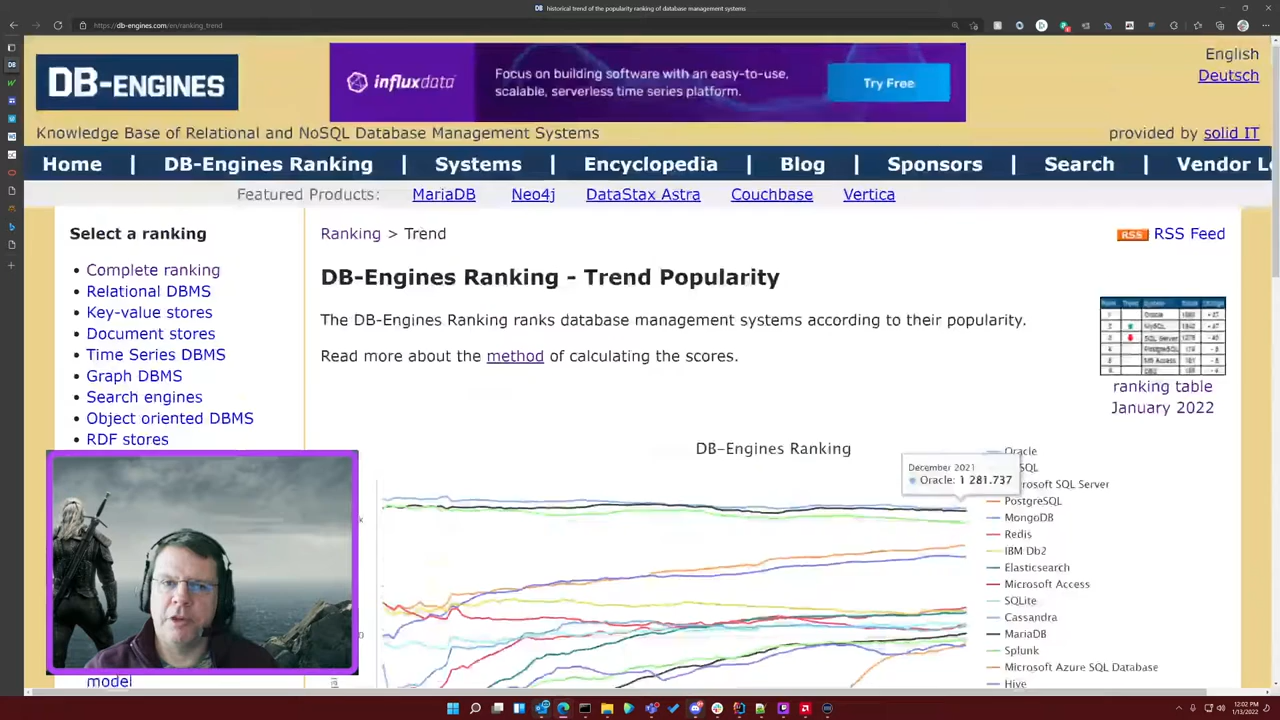 historical trend of the popularity ranking of database management systems
https://db-engines.com/en/ranking_trend
DB-ENGINES
influxdata
Focus on building software with an easy-to-use,
scalable, serverless time series platform.
Try Free
English
Deutsch
Knowledge Base of Relational and NoSQL Database Management Systems
provided by solid IT
Home | DB-Engines Ranking | Systems | Encyclopedia | Blog | Sponsors | Search | Vendor Lo
Featured Products: MariaDB Neo4j DataStax Astra Couchbase Vertica
Select a ranking
Complete ranking
Relational DBMS
Key-value stores
Document stores
Time Series DBMS
Graph DBMS
Search engines
Object oriented DBMS
RDF stores
model
Ranking > Trend
RSS RSS Feed
DB-Engines Ranking - Trend Popularity
The DB-Engines Ranking ranks database management systems according to their popularity.
Read more about the method of calculating the scores.
ranking table
January 2022
DB-Engines Ranking
December 2021
Oracle: 1 281.737
Oracle
SQL
rosoft SQL Server
PostgreSQL
MongoDB
Redis
IBM Db2
Elasticsearch
Microsoft Access
SQLite
Cassandra
MariaDB
Splunk
Microsoft Azure SQL Database
Hive
12:02 PM
1/13/2022